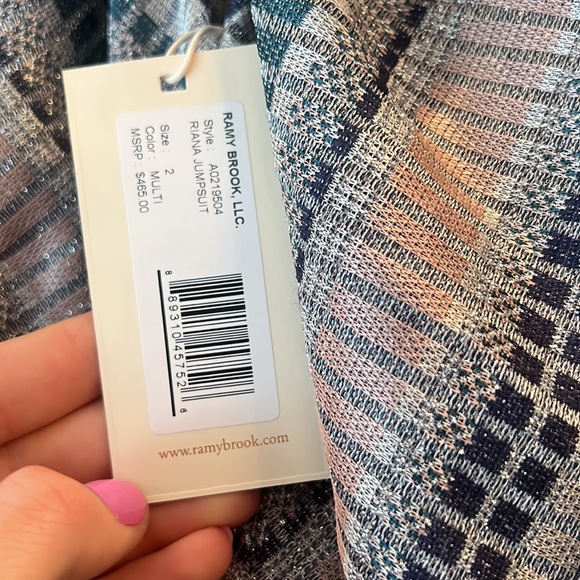 RAMY BROOK, LLC.
Style : A0219504
RIANA JUMPSUIT
Size : 2
Color : MULTI
MSRP : $465.00
8 89310 45752 6
www.ramybrook.com